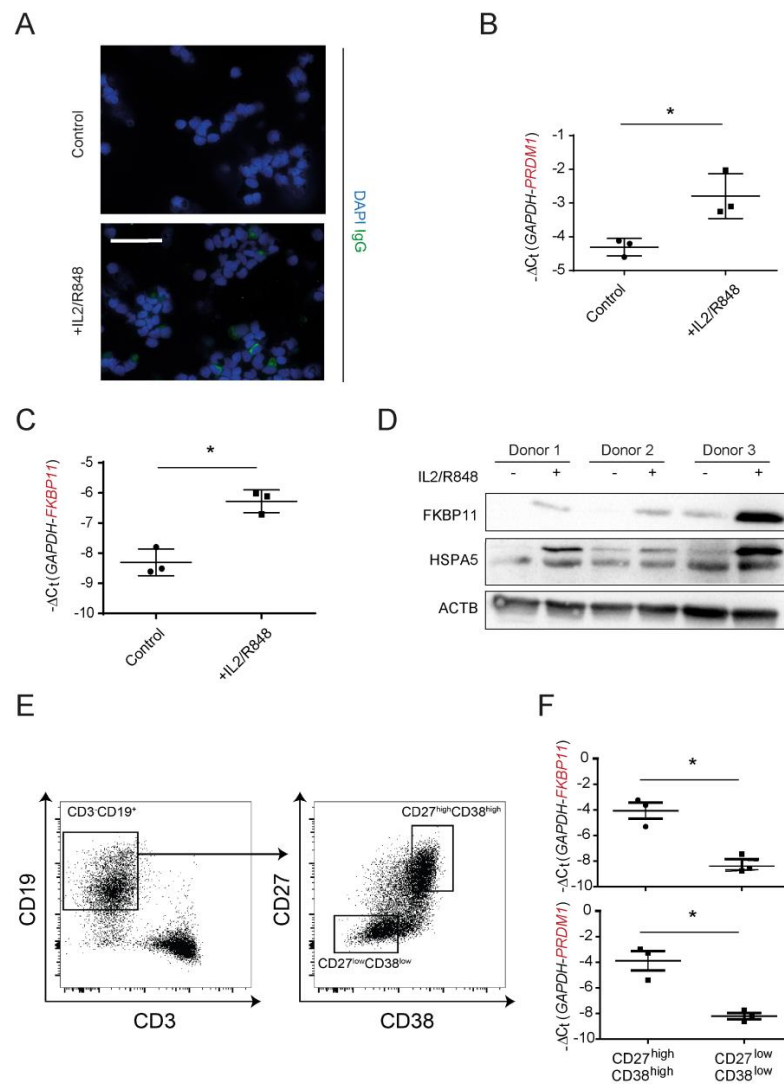 A
Control
+IL2/R848
DAPI IgG
B
-ΔCt (GAPDH-PRDM1)
-1
-2
-3
-4
-5
*
Control
+IL2/R848
C
-ΔCt (GAPDH-FKBP11)
-5
-6
-7
-8
-9
-10
*
Control
+IL2/R848
D
Donor 1 Donor 2 Donor 3
IL2/R848 - + - + - +
FKBP11
HSPA5
ACTB
E
CD3-CD19+
CD19
CD3
CD27highCD38high
CD27
CD27lowCD38low
CD38
F
-ΔCt (GAPDH-FKBP11)
0
-2
-4
-6
-8
-10
*
-ΔCt (GAPDH-PRDM1)
0
-2
-4
-6
-8
-10
*
CD27high CD27low
CD38high CD38low